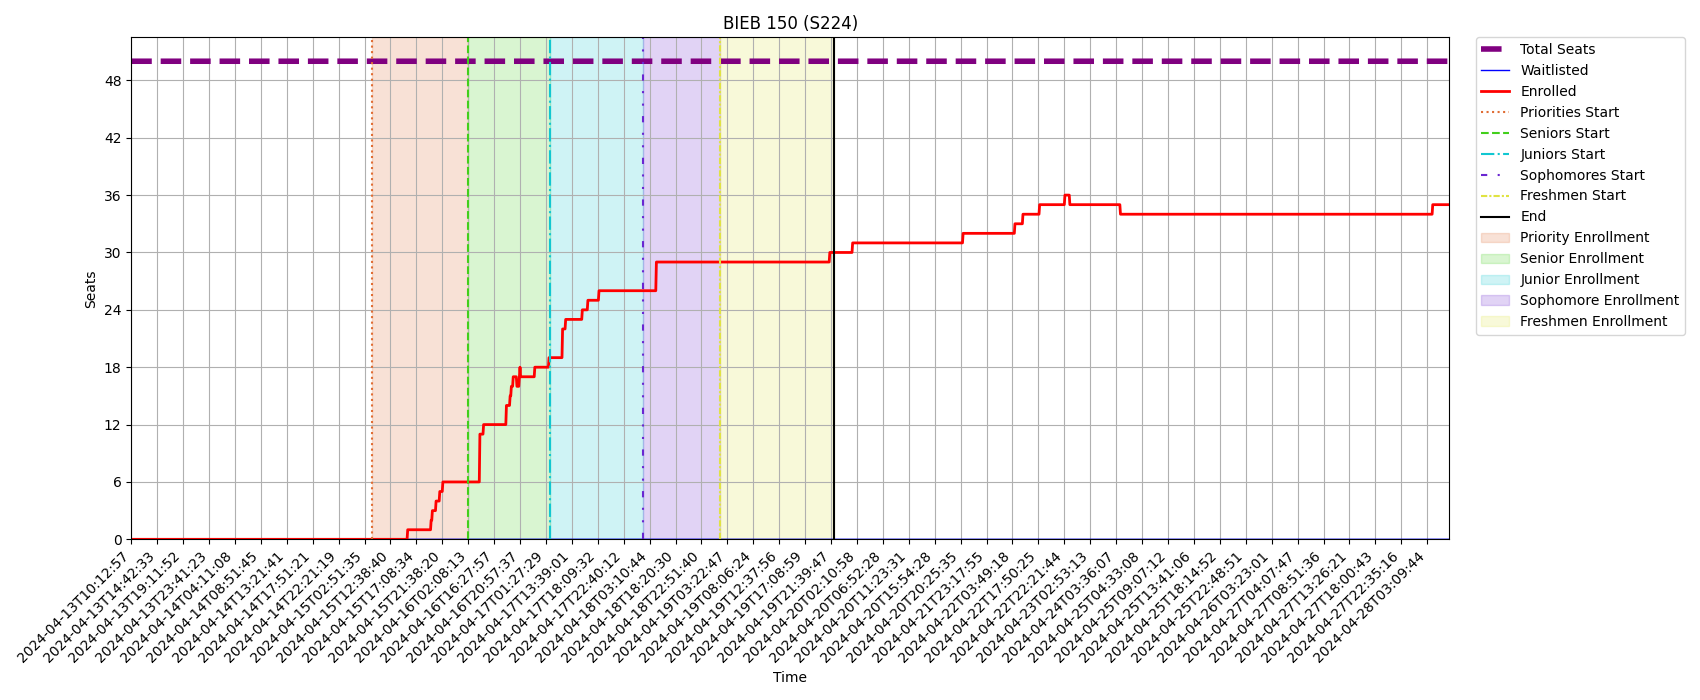 BIEB 150 (S224)
Seats
48
42
36
30
24
18
12
6
0
2024-04-13T10:12:57
2024-04-13T14:42:33
2024-04-13T19:11:52
2024-04-13T23:41:23
2024-04-14T04:11:08
2024-04-14T08:51:45
2024-04-14T13:21:41
2024-04-14T17:51:21
2024-04-14T22:21:19
2024-04-15T02:51:35
2024-04-15T12:38:40
2024-04-15T17:08:34
2024-04-15T21:38:20
2024-04-16T02:08:13
2024-04-16T16:27:57
2024-04-16T20:57:37
2024-04-17T01:27:29
2024-04-17T13:39:01
2024-04-17T18:09:32
2024-04-17T22:40:12
2024-04-18T03:10:44
2024-04-18T18:20:30
2024-04-18T22:51:40
2024-04-19T03:22:47
2024-04-19T08:06:24
2024-04-19T12:37:56
2024-04-19T17:08:59
2024-04-19T21:39:47
2024-04-20T02:10:58
2024-04-20T06:52:28
2024-04-20T11:23:31
2024-04-20T15:54:28
2024-04-20T20:25:35
2024-04-21T23:17:55
2024-04-22T03:49:18
2024-04-22T17:50:25
2024-04-22T22:21:44
2024-04-23T02:53:13
2024-04-24T03:36:07
2024-04-25T04:33:08
2024-04-25T09:07:12
2024-04-25T13:41:06
2024-04-25T18:14:52
2024-04-25T22:48:51
2024-04-26T03:23:01
2024-04-27T04:07:47
2024-04-27T08:51:36
2024-04-27T13:26:21
2024-04-27T18:00:43
2024-04-27T22:35:16
2024-04-28T03:09:44
Time
Total Seats
Waitlisted
Enrolled
Priorities Start
Seniors Start
Juniors Start
Sophomores Start
Freshmen Start
End
Priority Enrollment
Senior Enrollment
Junior Enrollment
Sophomore Enrollment
Freshmen Enrollment